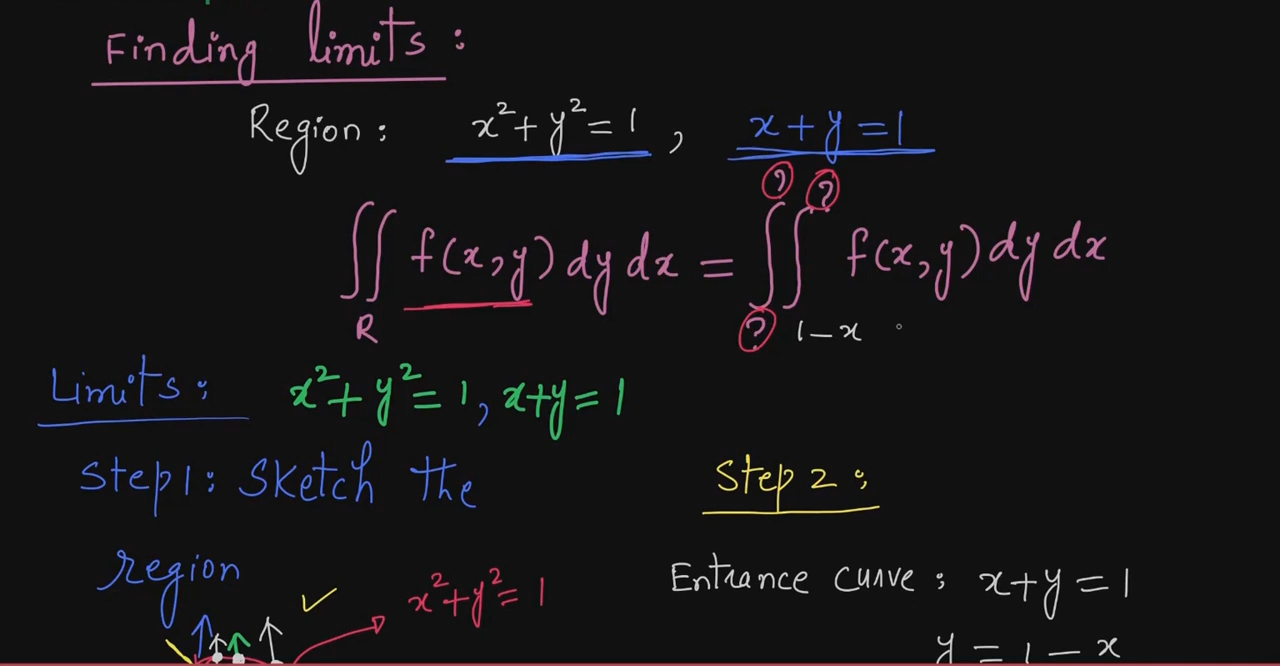 Finding limits:
Region: x² + y² = 1, x + y = 1
? ?
∬ f(x,y) dy dx = ∫∫ f(x,y) dy dx
R ? 1 - x
Limits: x² + y² = 1, x + y = 1
Step 1: Sketch the
region
Step 2:
x² + y² = 1
Entrance curve: x + y = 1
y = 1 - x